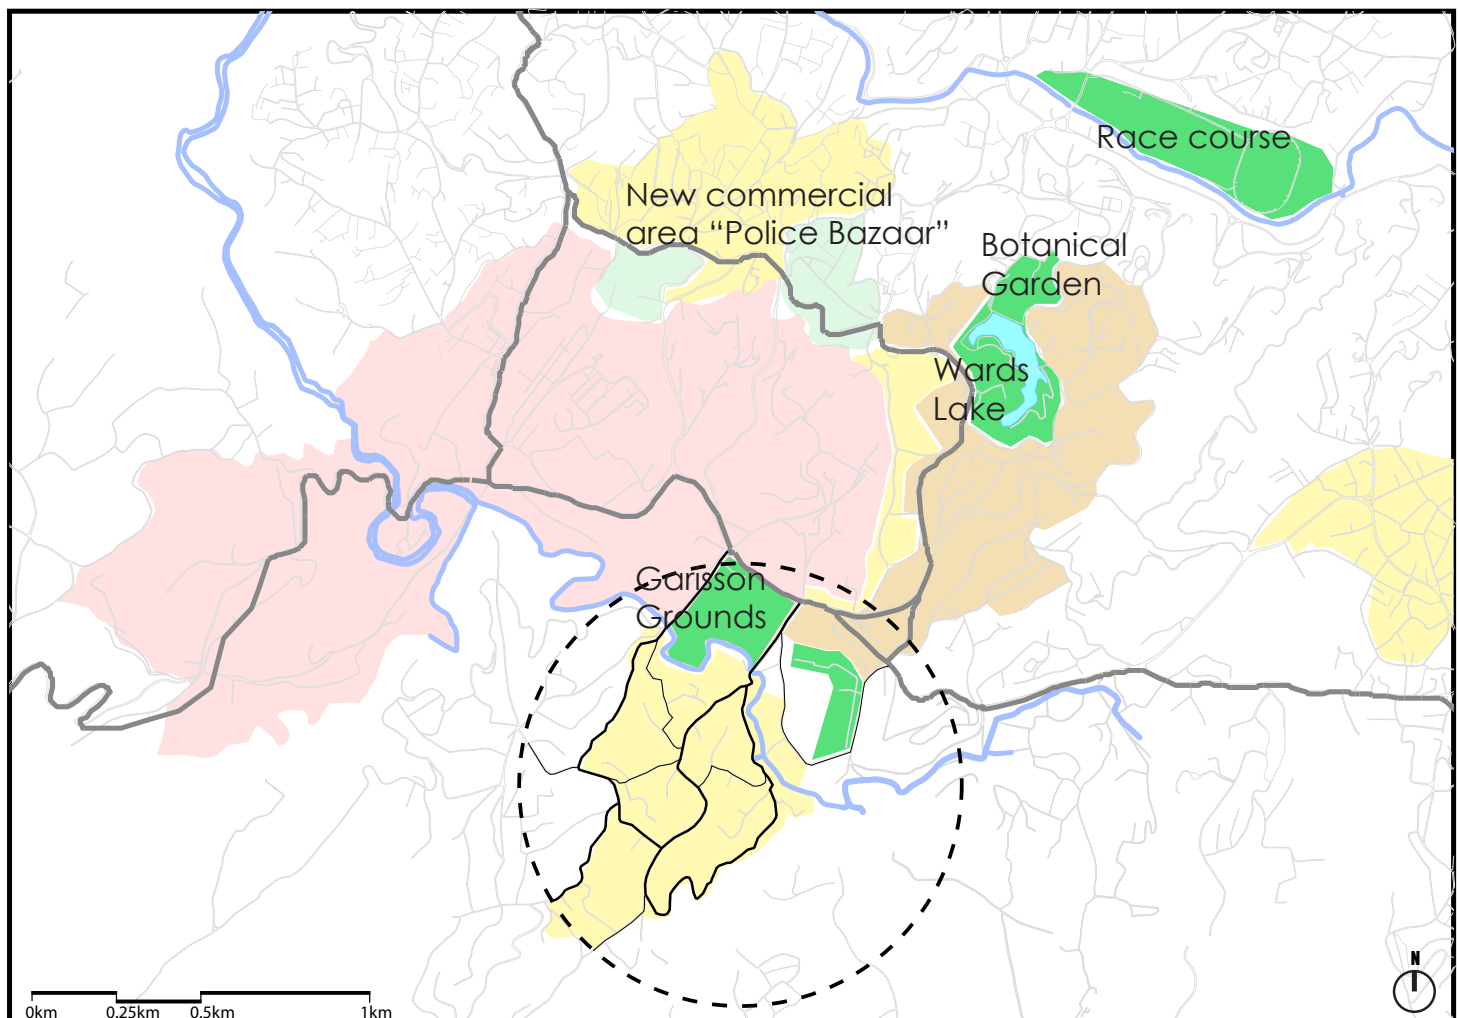 Race course
New commercial
area “Police Bazaar”
Botanical
Garden
Wards
Lake
Garisson
Grounds
N
0km 0.25km 0.5km 1km